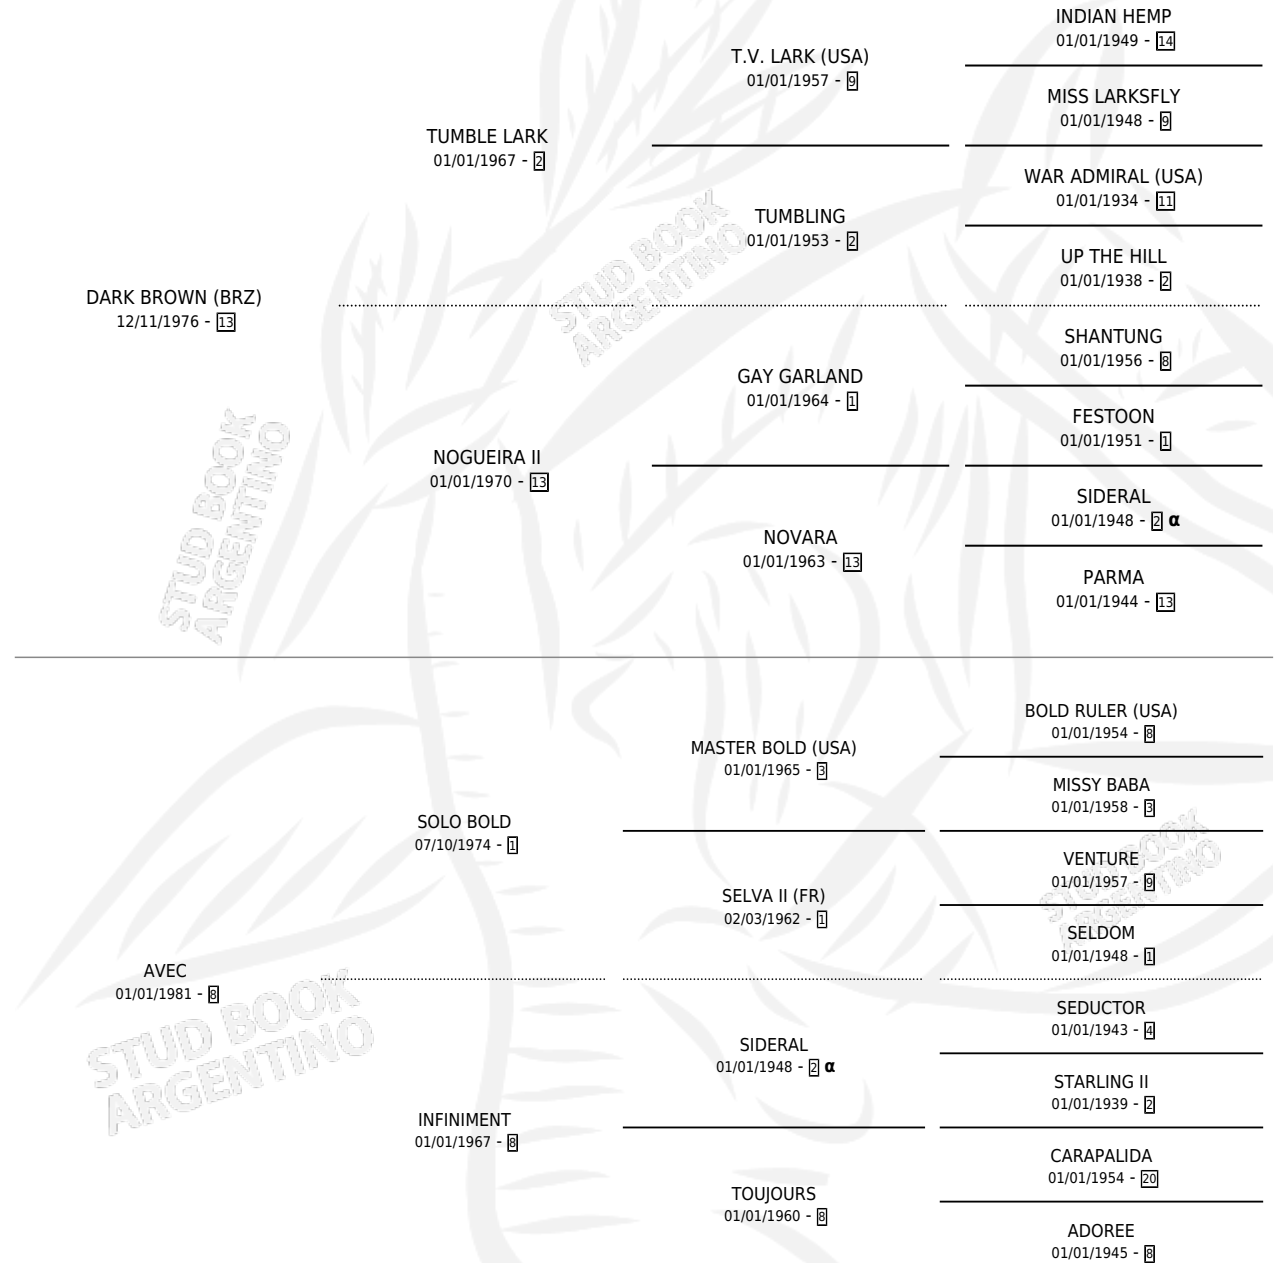 INDIAN HEMP
01/01/1949 - 14
T.V. LARK (USA)
01/01/1957 - 9
MISS LARKSFLY
01/01/1948 - 9
TUMBLE LARK
01/01/1967 - 2
WAR ADMIRAL (USA)
01/01/1934 - 11
TUMBLING
01/01/1953 - 2
UP THE HILL
01/01/1938 - 2
DARK BROWN (BRZ)
12/11/1976 - 13
SHANTUNG
01/01/1956 - 8
GAY GARLAND
01/01/1964 - 1
FESTOON
01/01/1951 - 1
NOGUEIRA II
01/01/1970 - 13
SIDERAL
01/01/1948 - 2 α
NOVARA
01/01/1963 - 13
PARMA
01/01/1944 - 13
BOLD RULER (USA)
01/01/1954 - 8
MASTER BOLD (USA)
01/01/1965 - 3
MISSY BABA
01/01/1958 - 3
SOLO BOLD
07/10/1974 - 1
VENTURE
01/01/1957 - 9
SELVA II (FR)
02/03/1962 - 1
SELDOM
01/01/1948 - 1
AVEC
01/01/1981 - 8
SEDUCTOR
01/01/1943 - 4
SIDERAL
01/01/1948 - 2 α
STARLING II
01/01/1939 - 2
INFINIMENT
01/01/1967 - 8
CARAPALIDA
01/01/1954 - 20
TOUJOURS
01/01/1960 - 8
ADOREE
01/01/1945 - 8
STUD BOOK
ARGENTINO
STUD BOOK
ARGENTINO
STUD BOOK
ARGENTINO
STUD BOOK
ARGENTINO